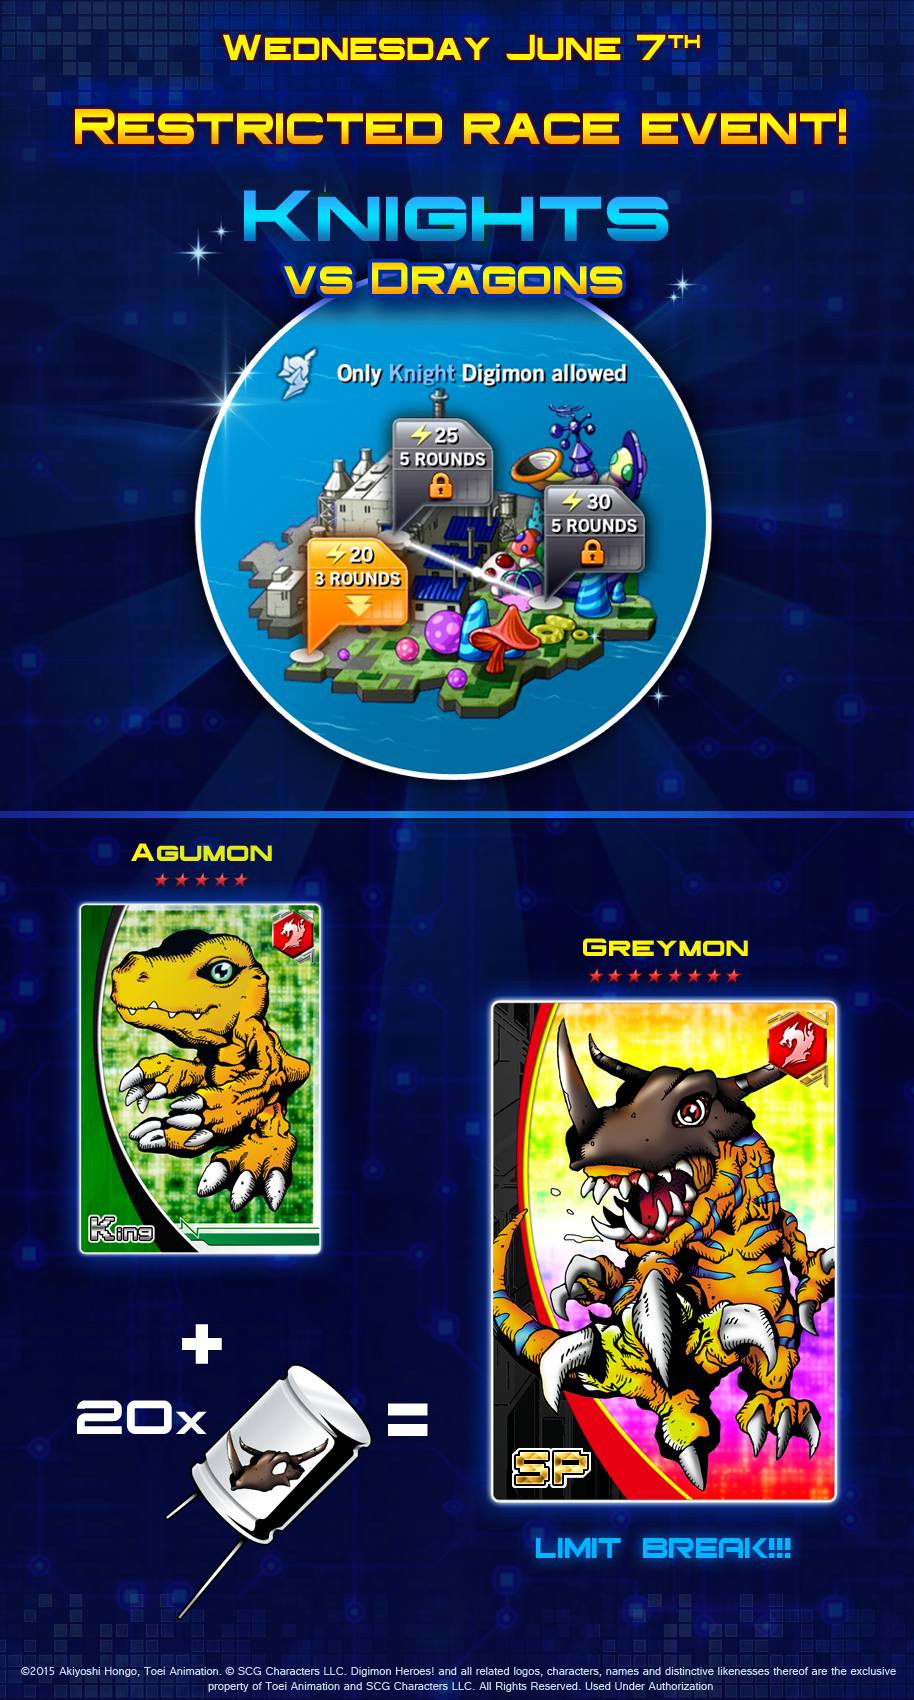 Wednesday June 7th
Restricted race event!
Knights
vs Dragons
Only Knight Digimon allowed
25
5 ROUNDS
30
5 ROUNDS
20
3 ROUNDS
Agumon
King
+
20x
=
Greymon
SP
LIMIT BREAK!!!
©2015 Akiyoshi Hongo, Toei Animation. © SCG Characters LLC. Digimon Heroes! and all related logos, characters, names and distinctive likenesses thereof are the exclusive
property of Toei Animation and SCG Characters LLC. All Rights Reserved. Used Under Authorization